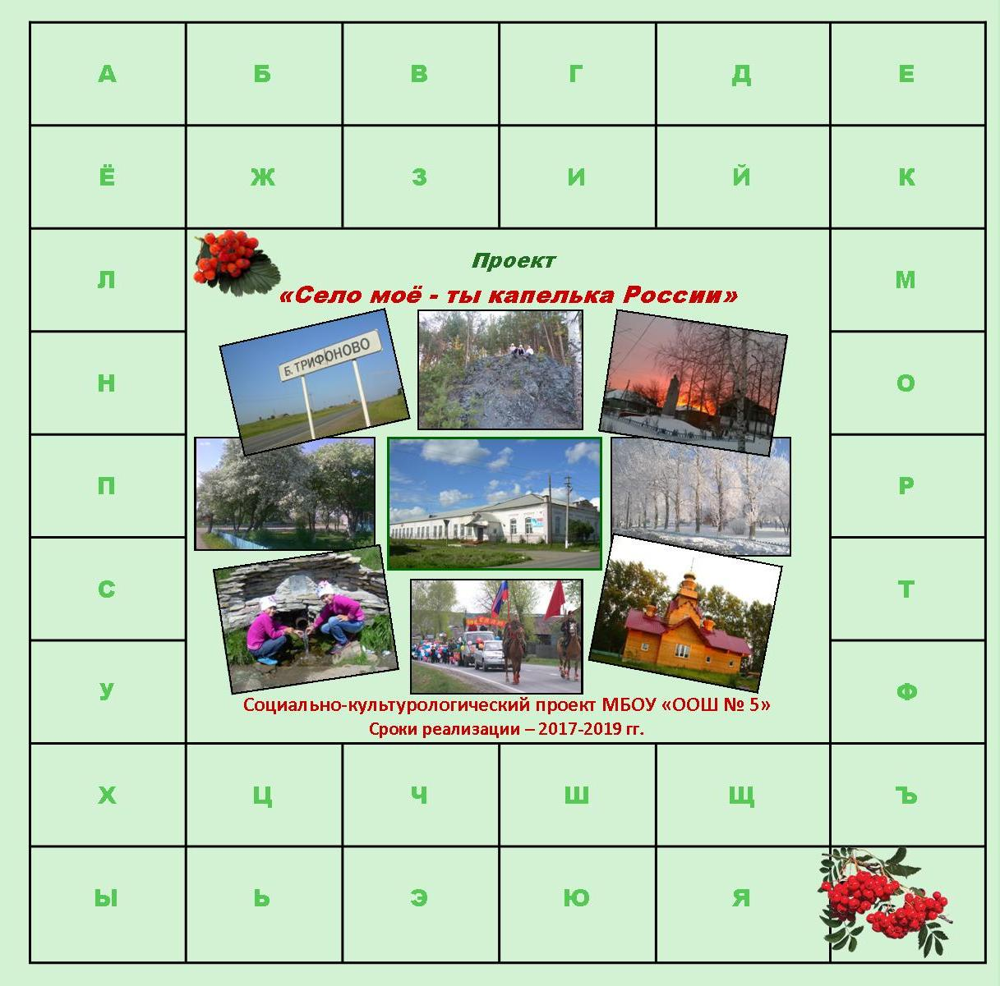 А Б В Г Д Е
Ё Ж З И Й К
Л
Проект
«Село моё - ты капелька России»
М
Б. ТРИФОНОВО
Н
О
П
Р
С
Т
У
Ф
Социально-культурологический проект МБОУ «ООШ № 5»
Сроки реализации – 2017-2019 гг.
Х Ц Ч Ш Щ Ъ
Ы Ь Э Ю Я